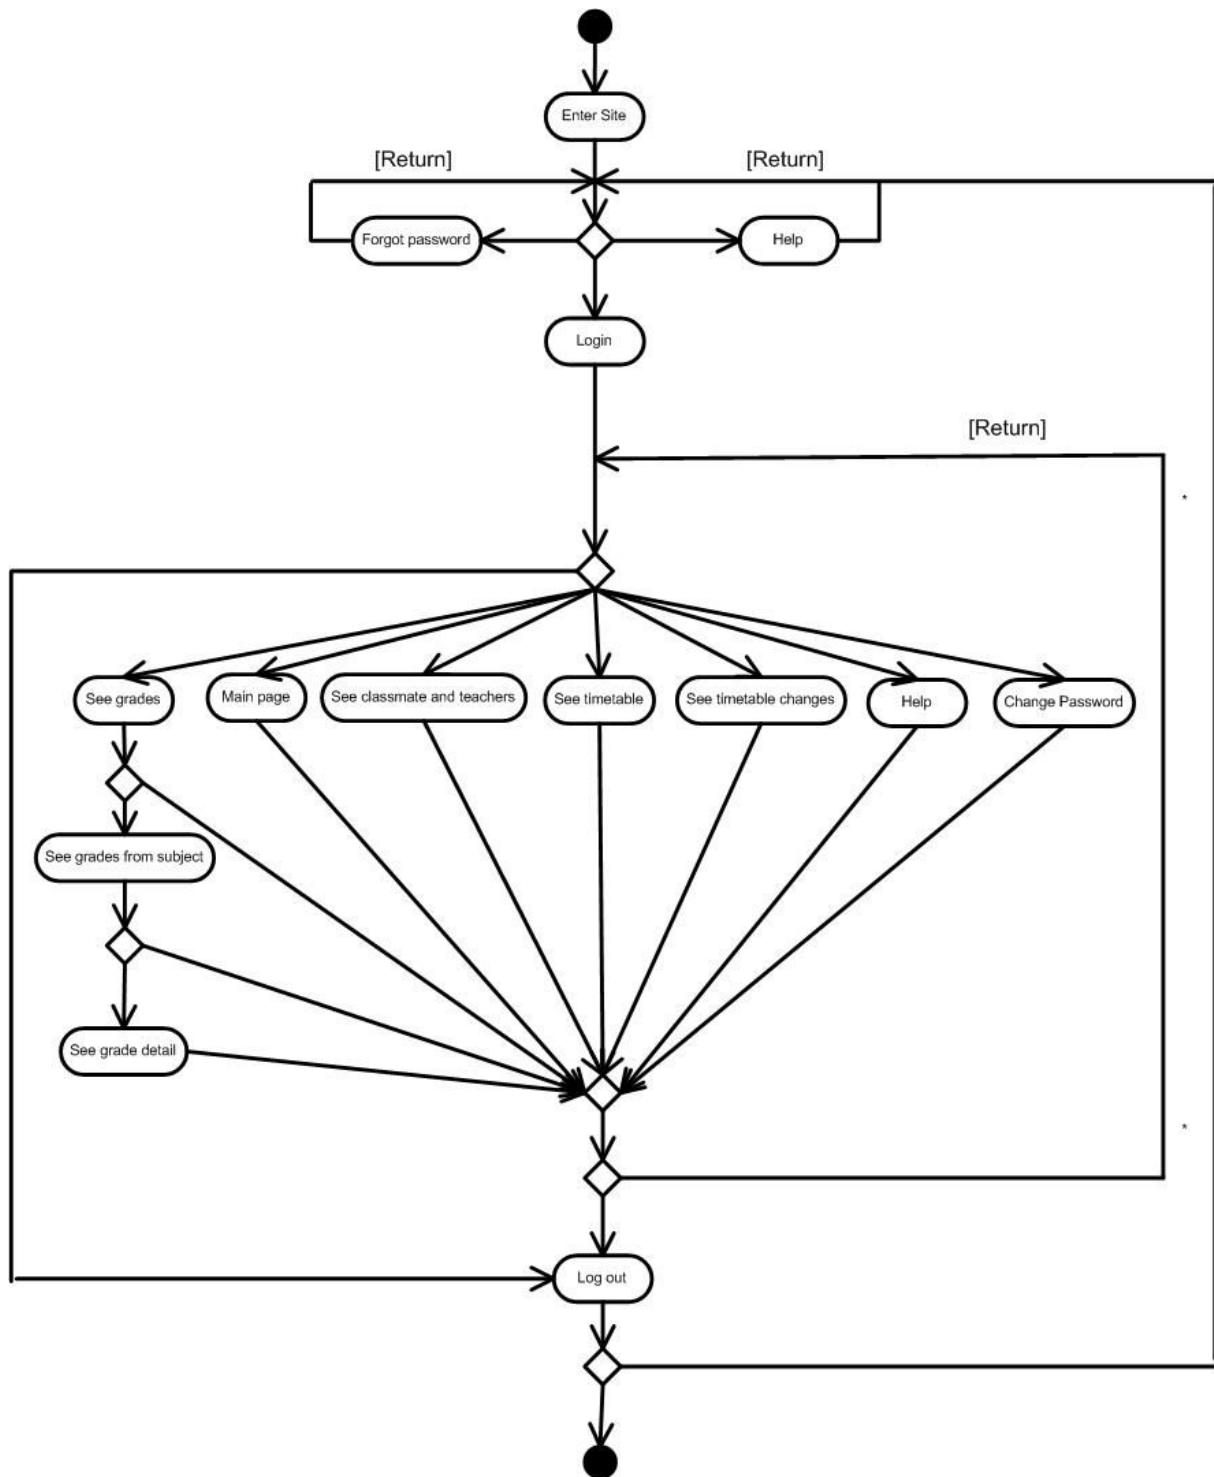 Enter Site
[Return]
[Return]
Forgot password
Help
Login
[Return]
*
See grades
Main page
See classmate and teachers
See timetable
See timetable changes
Help
Change Password
See grades from subject
See grade detail
*
Log out